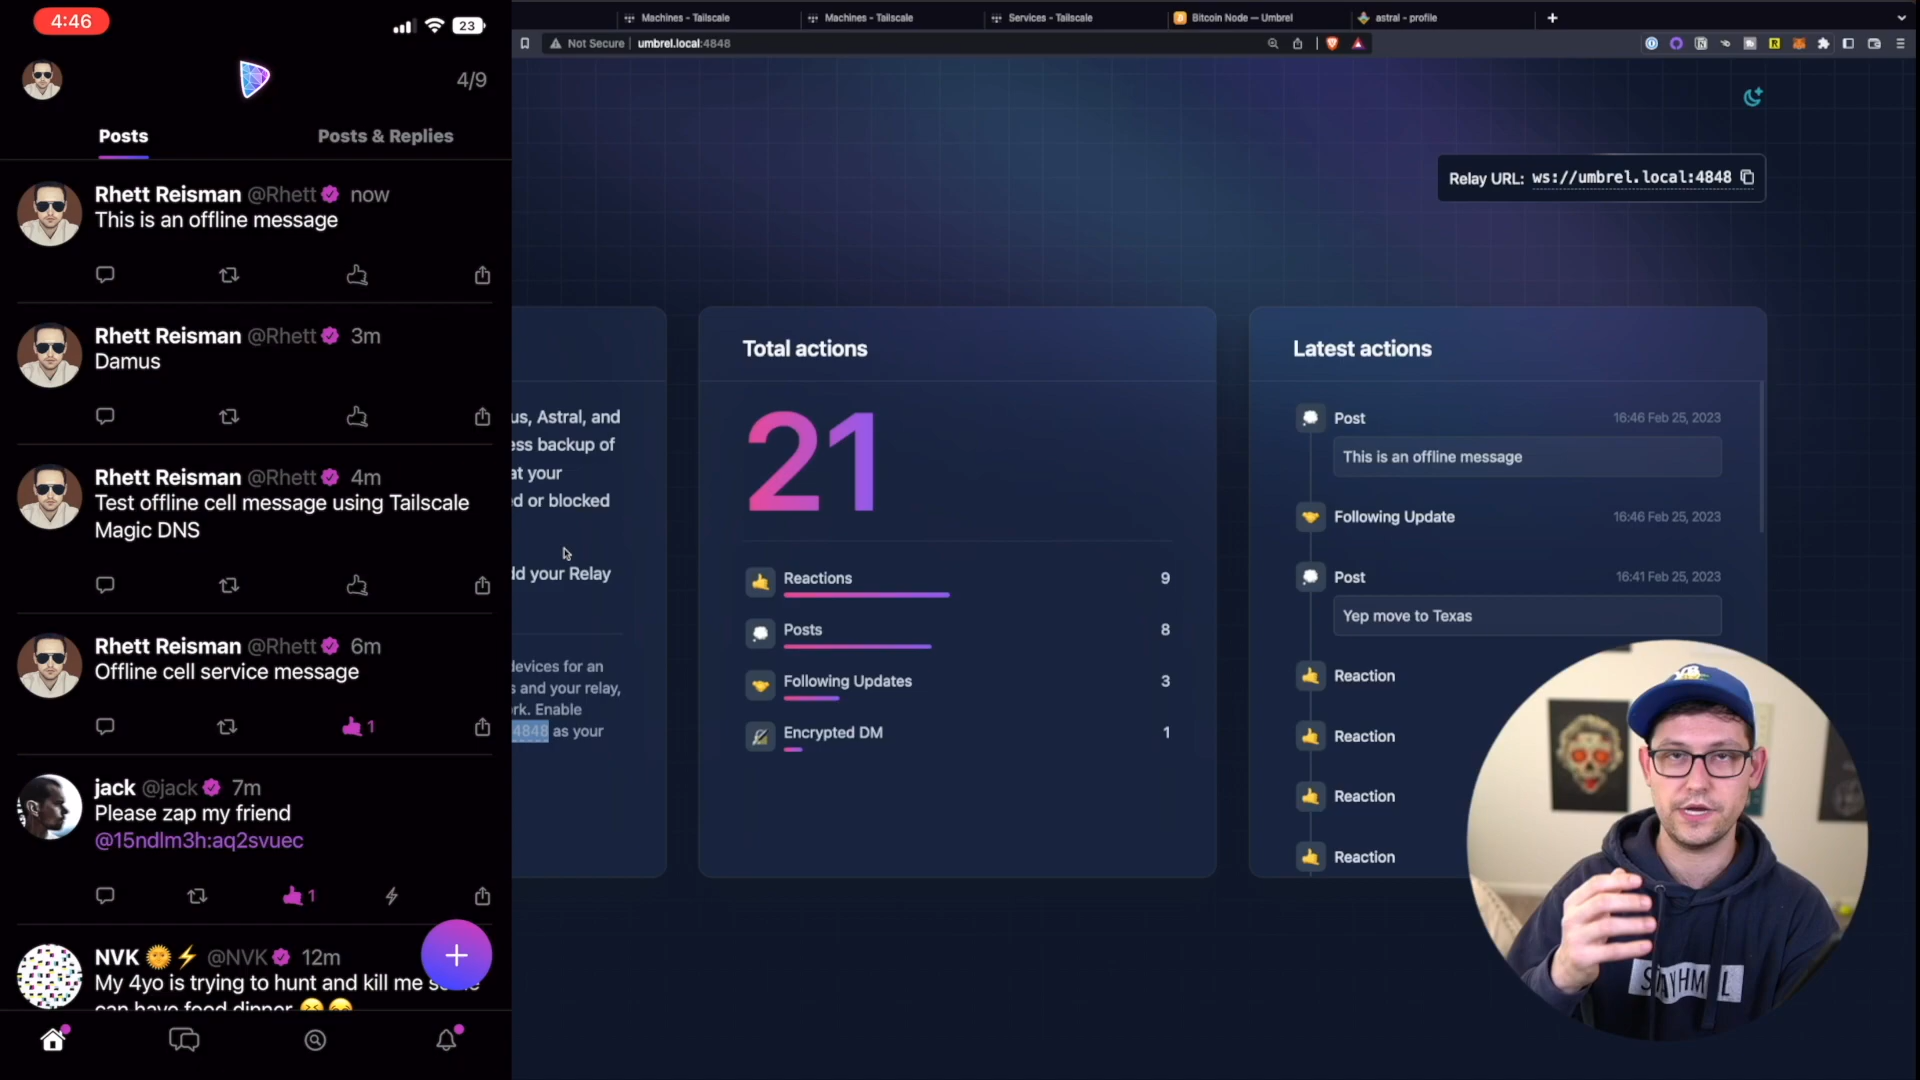 4:46
23
4/9
Posts
Posts & Replies
Rhett Reisman @Rhett now
This is an offline message
Rhett Reisman @Rhett 3m
Damus
Rhett Reisman @Rhett 4m
Test offline cell message using Tailscale
Magic DNS
Rhett Reisman @Rhett 6m
Offline cell service message
1
jack @jack 7m
Please zap my friend
@15ndlm3h:aq2svuec
1
NVK 🌞⚡ @NVK 12m
My 4yo is trying to hunt and kill me
can have food dinner 😆😂
Machines - Tailscale
Machines - Tailscale
Services - Tailscale
Bitcoin Node — Umbrel
astral - profile
Not Secure
umbrel.local:4848
Relay URL: ws://umbrel.local:4848
us, Astral, and
ess backup of
at your
d or blocked
dd your Relay
devices for an
s and your relay,
rk. Enable
4848 as your
Total actions
21
Reactions 9
Posts 8
Following Updates 3
Encrypted DM 1
Latest actions
Post 16:46 Feb 25, 2023
This is an offline message
Following Update 16:46 Feb 25, 2023
Post 16:41 Feb 25, 2023
Yep move to Texas
Reaction
Reaction
Reaction
Reaction